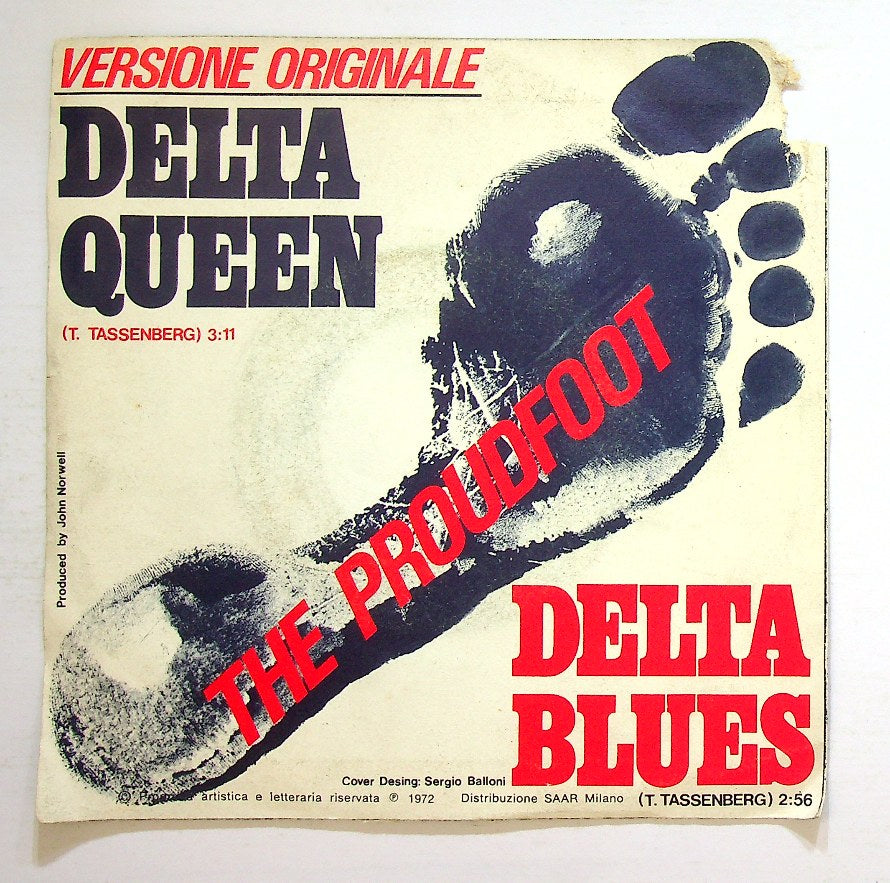 VERSIONE ORIGINALE
DELTA
QUEEN
(T. TASSENBERG) 3:11
THE PROUDFOOT
Produced by John Norwell
DELTA
BLUES
Cover Desing: Sergio Balloni
artistica e letteraria riservata ℗ 1972 Distribuzione SAAR Milano (T. TASSENBERG) 2:56